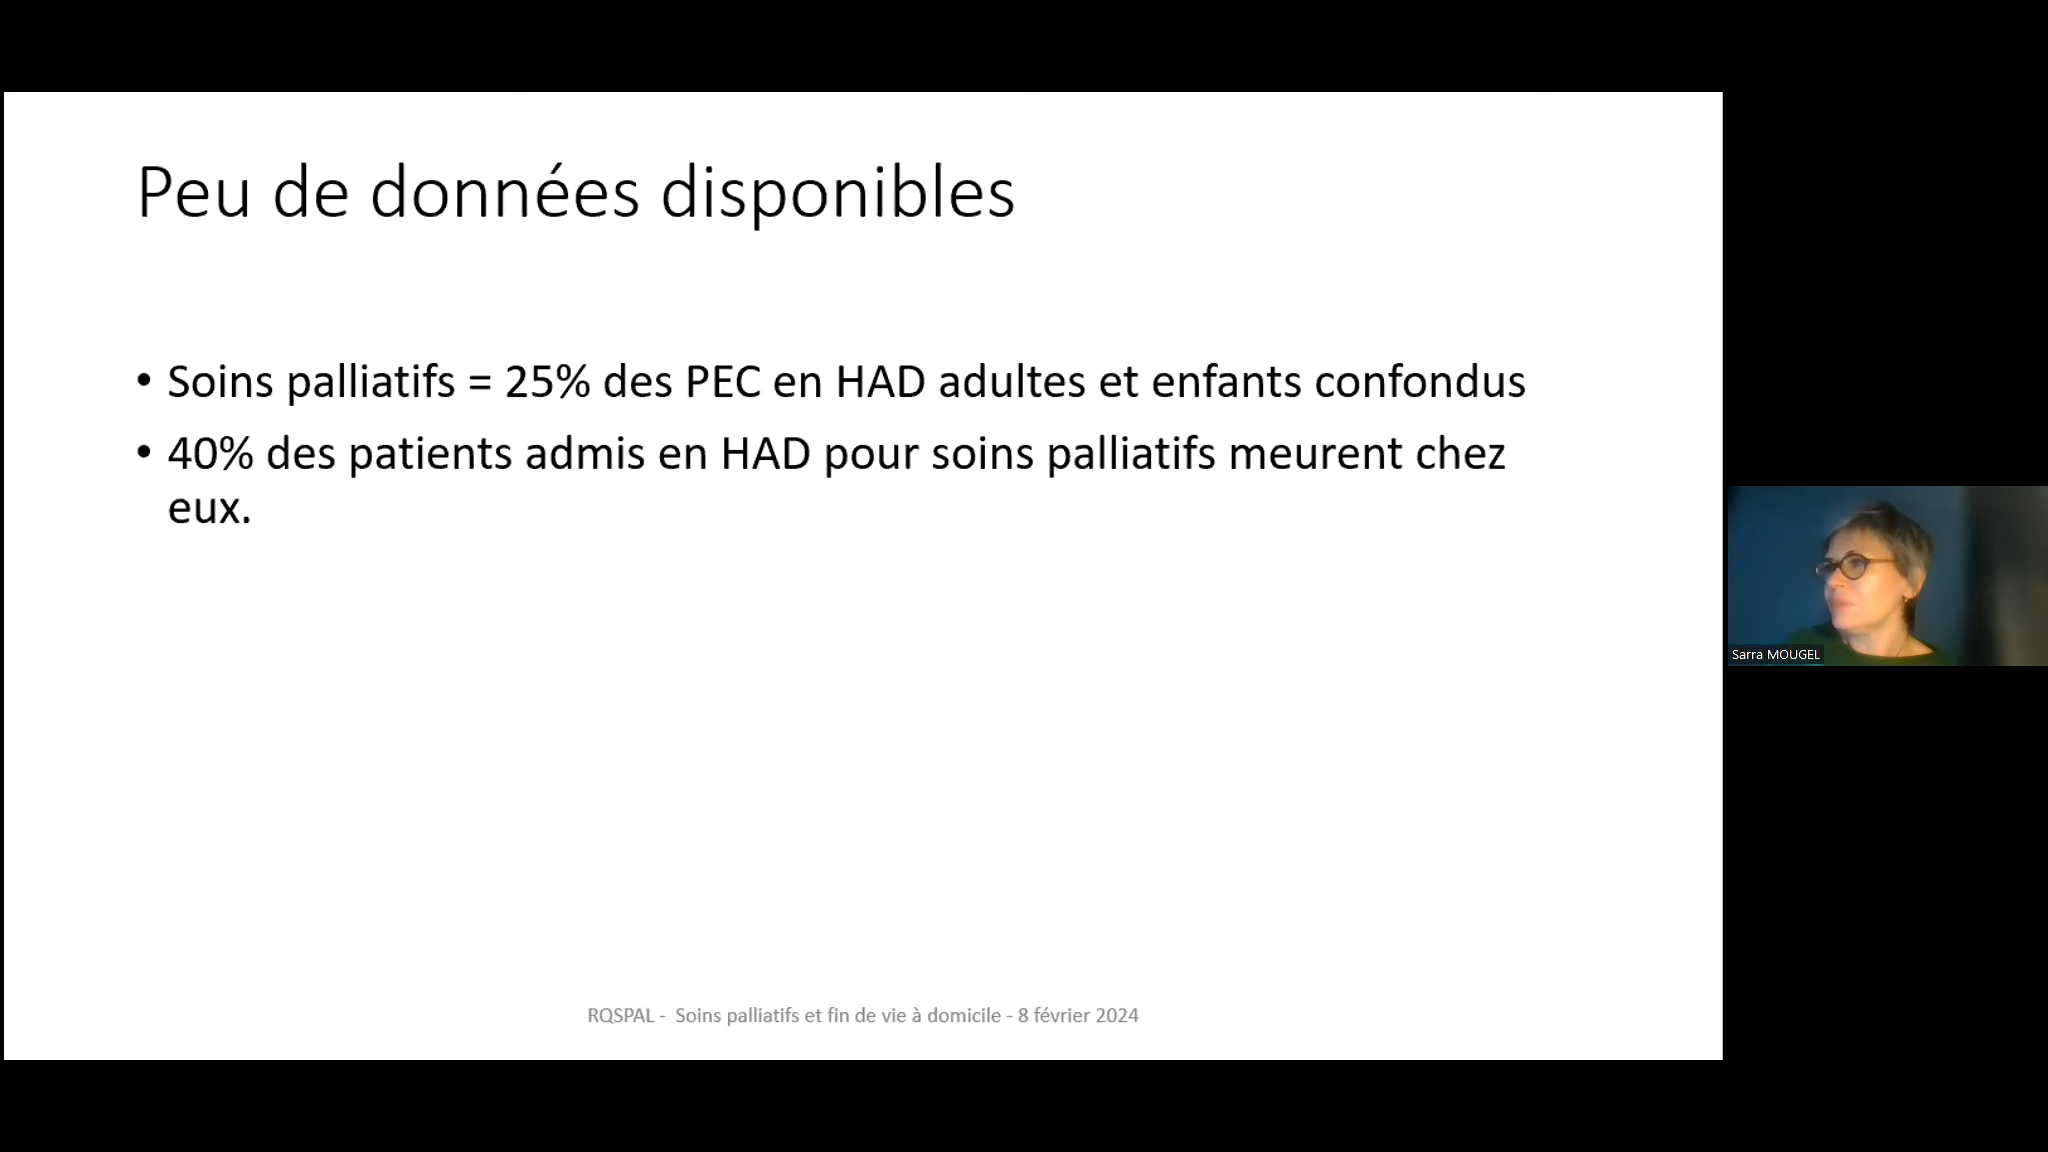 Peu de données disponibles
• Soins palliatifs = 25% des PEC en HAD adultes et enfants confondus
• 40% des patients admis en HAD pour soins palliatifs meurent chez
eux.
Sarra MOUGEL
RQSPAL - Soins palliatifs et fin de vie à domicile - 8 février 2024